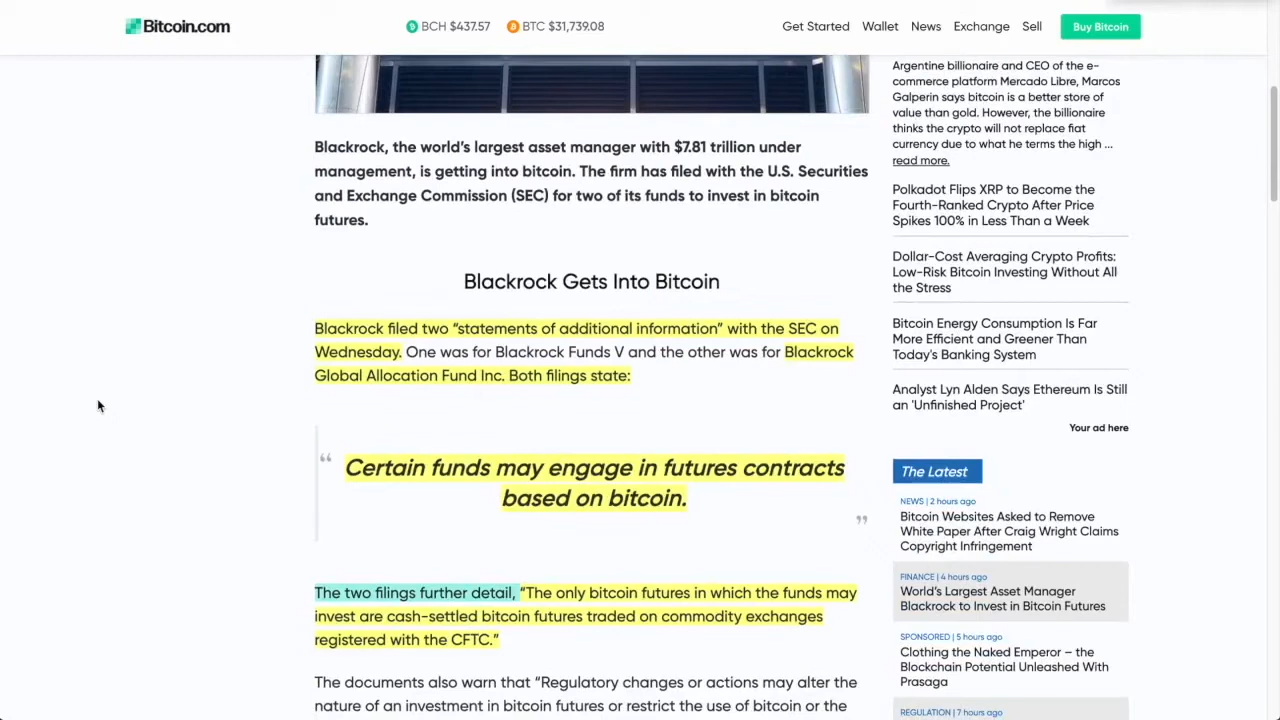 Bitcoin.com
BCH $437.57
BTC $31,739.08
Get Started
Wallet
News
Exchange
Sell
Buy Bitcoin
Blackrock, the world's largest asset manager with $7.81 trillion under
management, is getting into bitcoin. The firm has filed with the U.S. Securities
and Exchange Commission (SEC) for two of its funds to invest in bitcoin
futures.
Blackrock Gets Into Bitcoin
Blackrock filed two “statements of additional information” with the SEC on
Wednesday. One was for Blackrock Funds V and the other was for Blackrock
Global Allocation Fund Inc. Both filings state:
“ Certain funds may engage in futures contracts
based on bitcoin.
”
The two filings further detail, “The only bitcoin futures in which the funds may
invest are cash-settled bitcoin futures traded on commodity exchanges
registered with the CFTC.”
The documents also warn that “Regulatory changes or actions may alter the
nature of an investment in bitcoin futures or restrict the use of bitcoin or the
Argentine billionaire and CEO of the e-
commerce platform Mercado Libre, Marcos
Galperin says bitcoin is a better store of
value than gold. However, the billionaire
thinks the crypto will not replace fiat
currency due to what he terms the high ...
read more.
Polkadot Flips XRP to Become the
Fourth-Ranked Crypto After Price
Spikes 100% in Less Than a Week
Dollar-Cost Averaging Crypto Profits:
Low-Risk Bitcoin Investing Without All
the Stress
Bitcoin Energy Consumption Is Far
More Efficient and Greener Than
Today's Banking System
Analyst Lyn Alden Says Ethereum Is Still
an 'Unfinished Project'
Your ad here
The Latest
NEWS | 2 hours ago
Bitcoin Websites Asked to Remove
White Paper After Craig Wright Claims
Copyright Infringement
FINANCE | 4 hours ago
World's Largest Asset Manager
Blackrock to Invest in Bitcoin Futures
SPONSORED | 5 hours ago
Clothing the Naked Emperor – the
Blockchain Potential Unleashed With
Prasaga
REGULATION | 7 hours ago